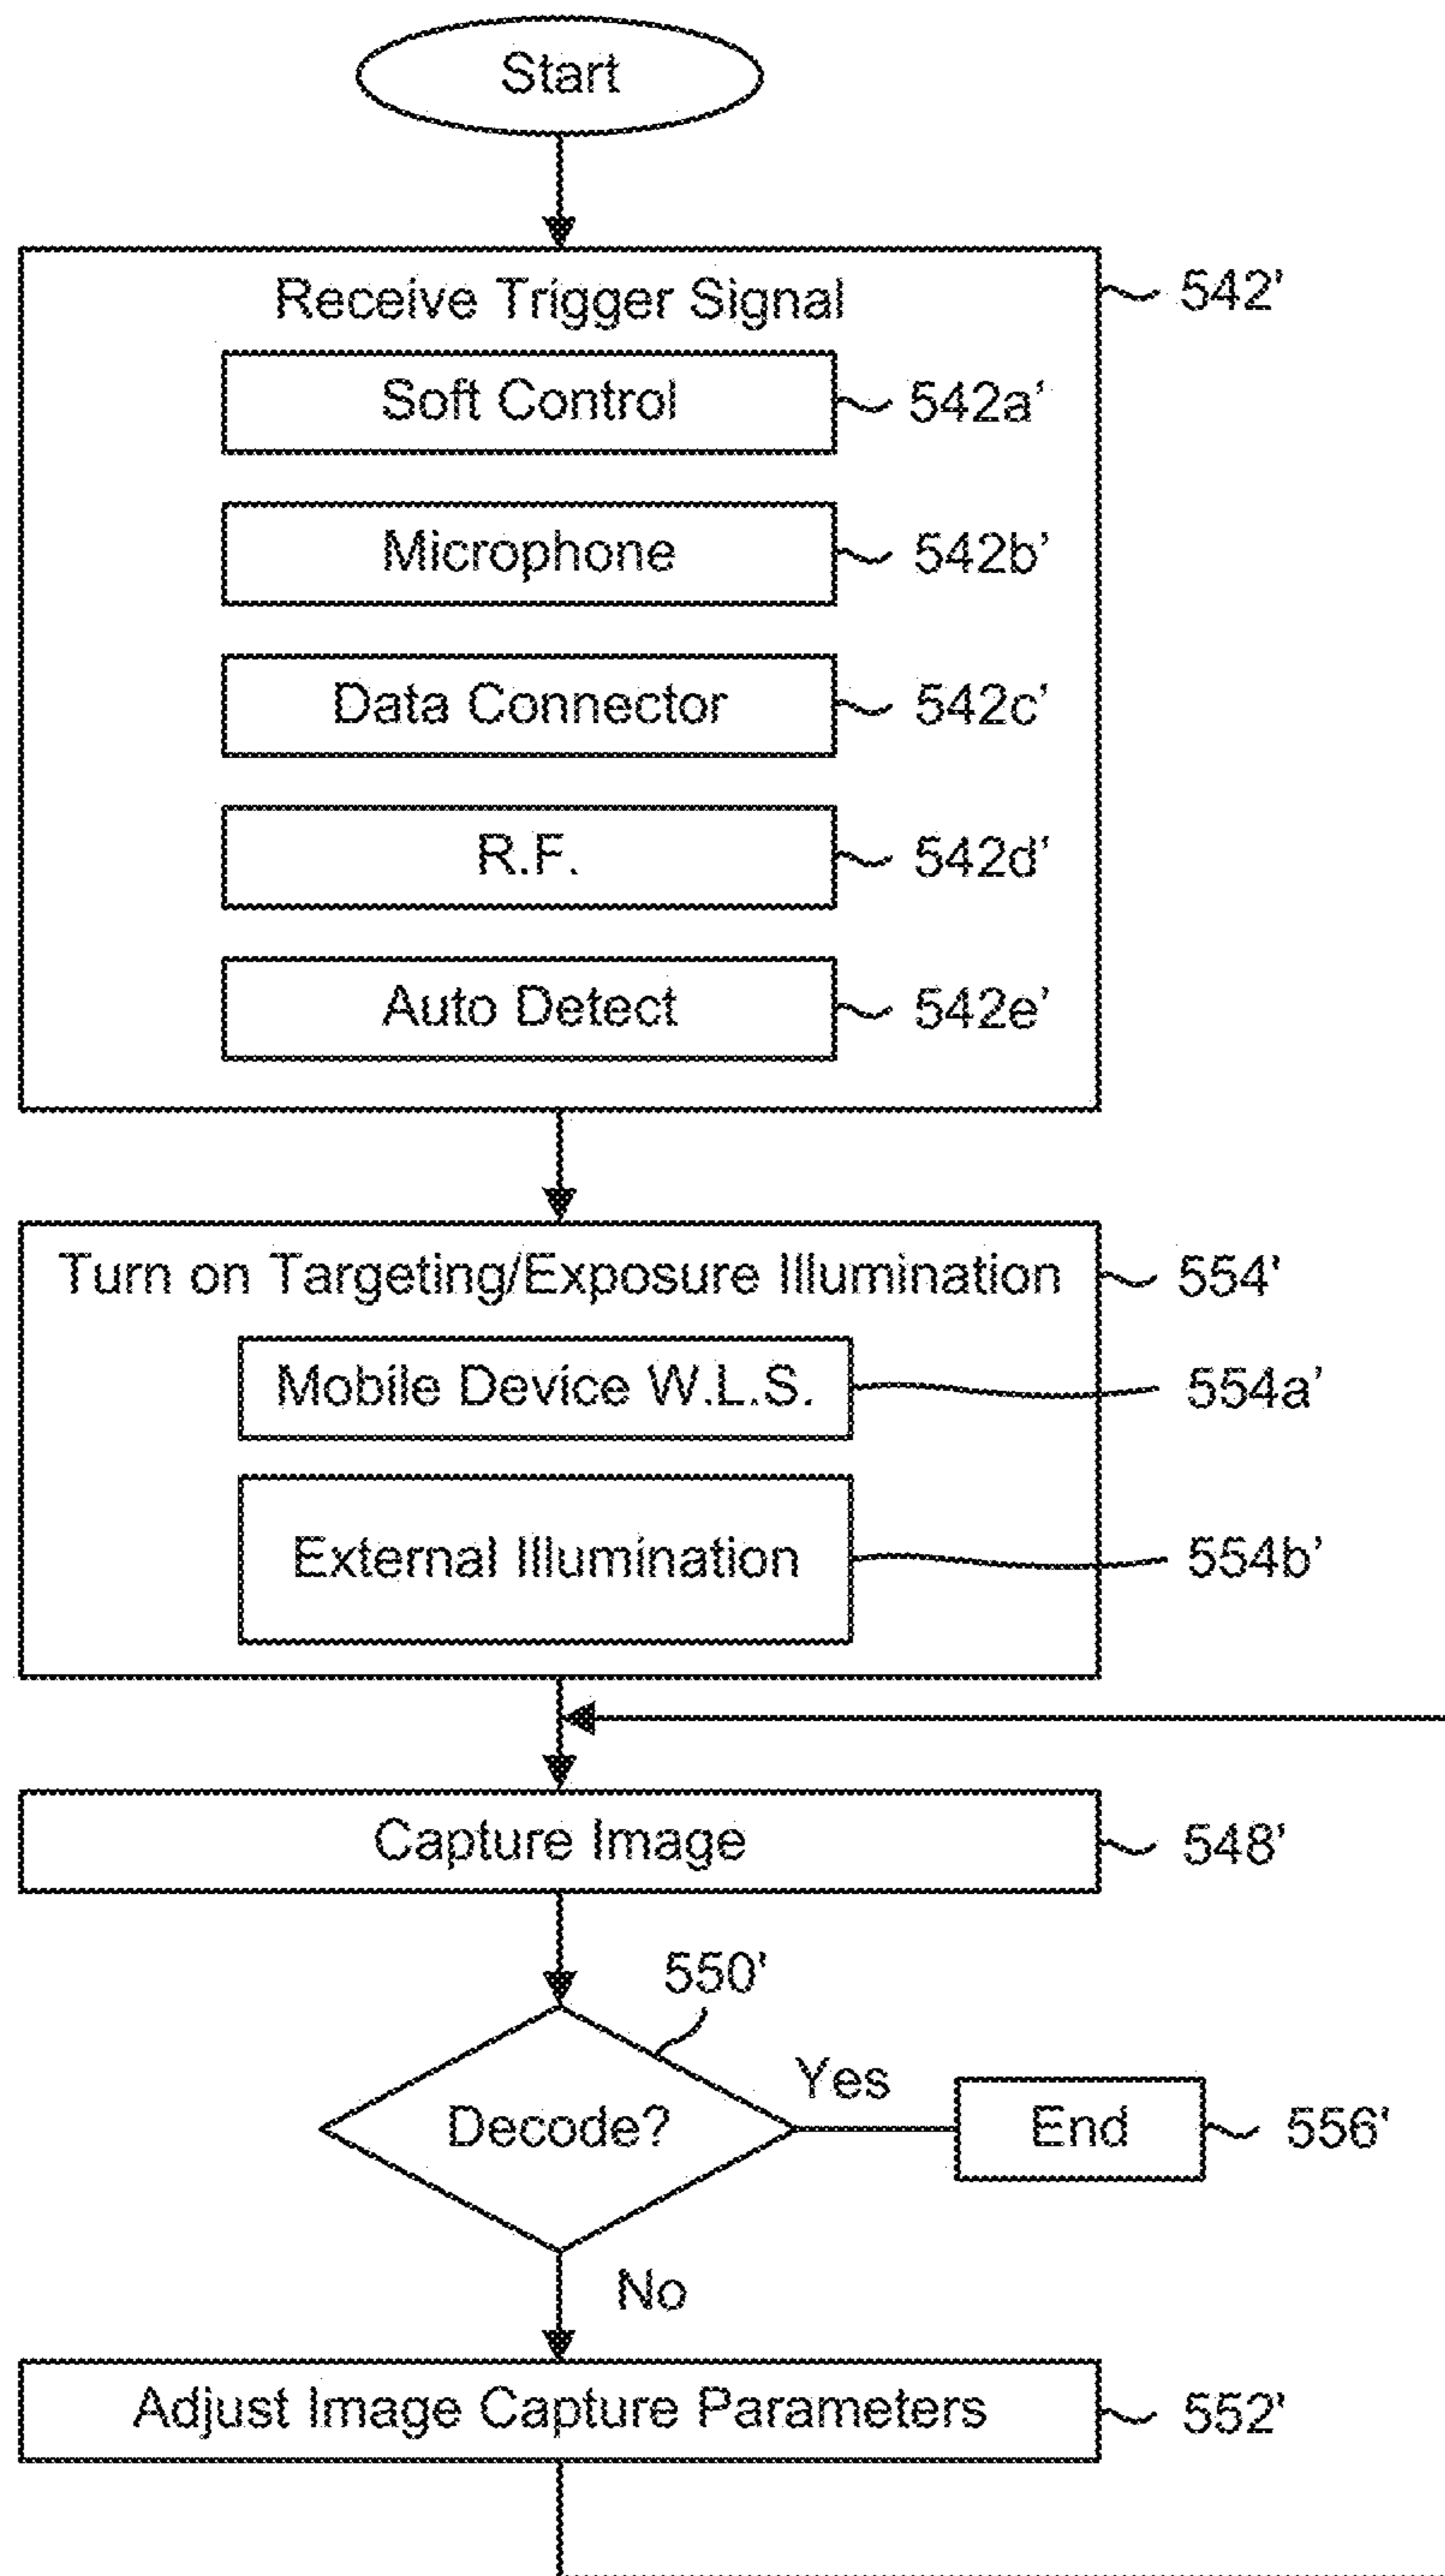 Start
Receive Trigger Signal
542'
Soft Control
542a’
Microphone
542b’
Data Connector
542c’
R.F.
542d’
Auto Detect
542e’
Turn on Targeting/Exposure Illumination
554'
Mobile Device W.L.S.
554a’
External Illumination
554b’
Capture Image
548’
550'
Decode?
Yes
End
556’
No
Adjust Image Capture Parameters
552’